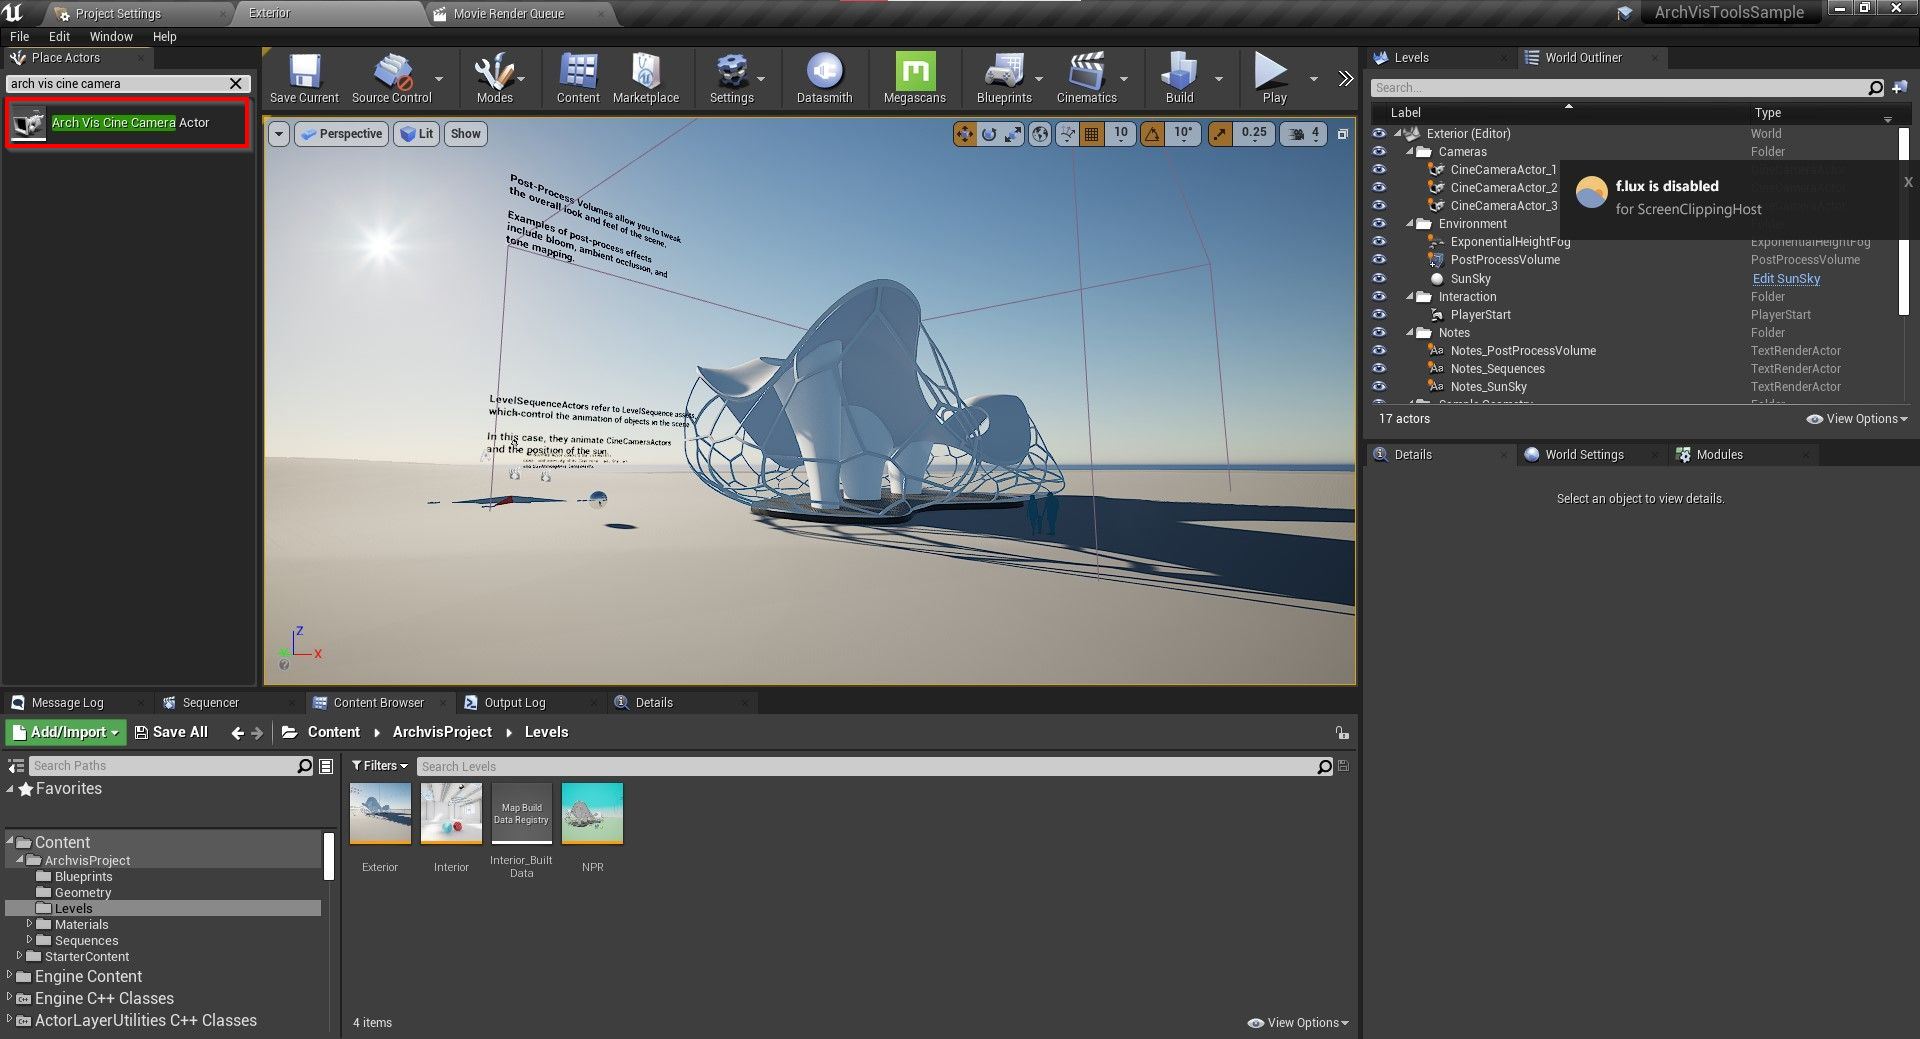 Project Settings
Exterior
Movie Render Queue
ArchVisToolsSample
File Edit Window Help
Place Actors
arch vis cine camera
Arch Vis Cine Camera Actor
Save Current
Source Control
Modes
Content
Marketplace
Settings
Datasmith
Megascans
Blueprints
Cinematics
Build
Play
Perspective
Lit
Show
10
10°
0.25
4
Post-Process Volumes allow you to tweak
the overall look and feel of the scene.
Examples of post-process effects
include bloom, ambient occlusion, and
tone mapping.
LevelSequenceActors refer to LevelSequence assets,
which control the animation of objects in the scene
In this case, they animate CineCameraActors
and the position of the sun.
Z
X
Levels
World Outliner
Search...
Label
Type
Exterior (Editor) World
Cameras Folder
CineCameraActor_1
CineCameraActor_2
CineCameraActor_3
f.lux is disabled
for ScreenClippingHost
X
Environment
ExponentialHeightFog ExponentialHeightFog
PostProcessVolume PostProcessVolume
SunSky Edit SunSky
Interaction Folder
PlayerStart PlayerStart
Notes Folder
Notes_PostProcessVolume TextRenderActor
Notes_Sequences TextRenderActor
Notes_SunSky TextRenderActor
17 actors
View Options
Details
World Settings
Modules
Select an object to view details.
Message Log
Sequencer
Content Browser
Output Log
Details
Add/Import
Save All
Content
ArchvisProject
Levels
Search Paths
Filters
Search Levels
Favorites
Content
ArchvisProject
Blueprints
Geometry
Levels
Materials
Sequences
StarterContent
Engine Content
Engine C++ Classes
ActorLayerUtilities C++ Classes
Map Build
Data Registry
Exterior
Interior
Interior_Built
Data
NPR
4 items
View Options